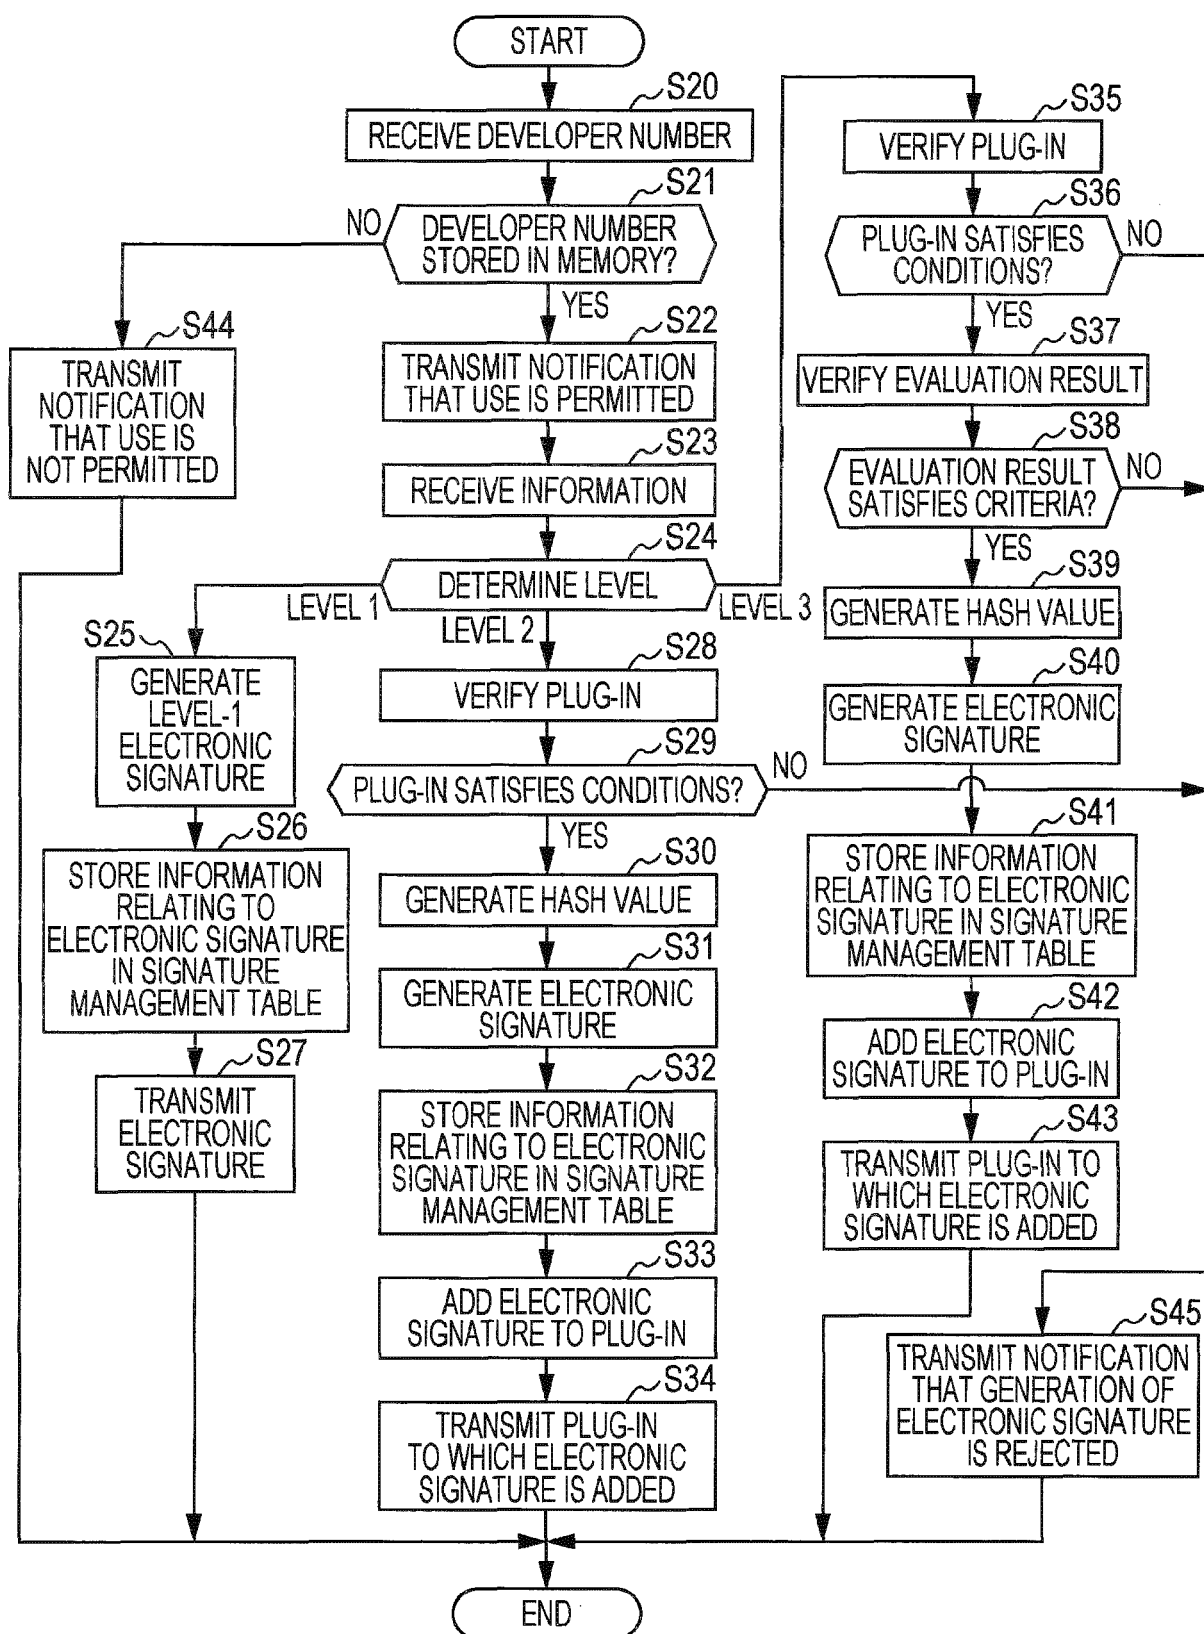 START
S20
RECEIVE DEVELOPER NUMBER
S21
DEVELOPER NUMBER
STORED IN MEMORY?
NO
YES
S44
TRANSMIT
NOTIFICATION
THAT USE IS
NOT PERMITTED
S22
TRANSMIT NOTIFICATION
THAT USE IS PERMITTED
S23
RECEIVE INFORMATION
S24
DETERMINE LEVEL
LEVEL 1
LEVEL 2
LEVEL 3
S25
GENERATE
LEVEL-1
ELECTRONIC
SIGNATURE
S26
STORE INFORMATION
RELATING TO
ELECTRONIC SIGNATURE
IN SIGNATURE
MANAGEMENT TABLE
S27
TRANSMIT
ELECTRONIC
SIGNATURE
S28
VERIFY PLUG-IN
S29
PLUG-IN SATISFIES CONDITIONS?
NO
YES
S30
GENERATE HASH VALUE
S31
GENERATE ELECTRONIC
SIGNATURE
S32
STORE INFORMATION
RELATING TO ELECTRONIC
SIGNATURE IN SIGNATURE
MANAGEMENT TABLE
S33
ADD ELECTRONIC
SIGNATURE TO PLUG-IN
S34
TRANSMIT PLUG-IN
TO WHICH ELECTRONIC
SIGNATURE IS ADDED
S35
VERIFY PLUG-IN
S36
PLUG-IN SATISFIES
CONDITIONS?
NO
YES
S37
VERIFY EVALUATION RESULT
S38
EVALUATION RESULT
SATISFIES CRITERIA?
NO
YES
S39
GENERATE HASH VALUE
S40
GENERATE ELECTRONIC
SIGNATURE
S41
STORE INFORMATION
RELATING TO ELECTRONIC
SIGNATURE IN SIGNATURE
MANAGEMENT TABLE
S42
ADD ELECTRONIC
SIGNATURE TO PLUG-IN
S43
TRANSMIT PLUG-IN TO
WHICH ELECTRONIC
SIGNATURE IS ADDED
S45
TRANSMIT NOTIFICATION
THAT GENERATION OF
ELECTRONIC SIGNATURE
IS REJECTED
END